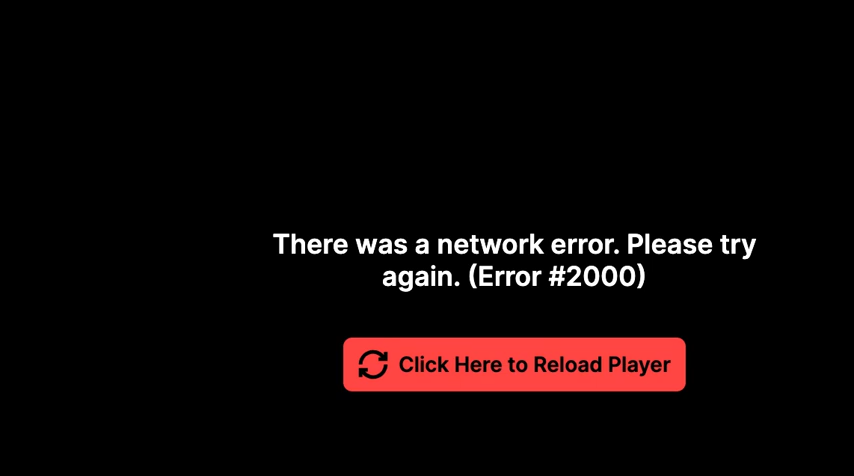 There was a network error. Please try
again. (Error #2000)
Click Here to Reload Player